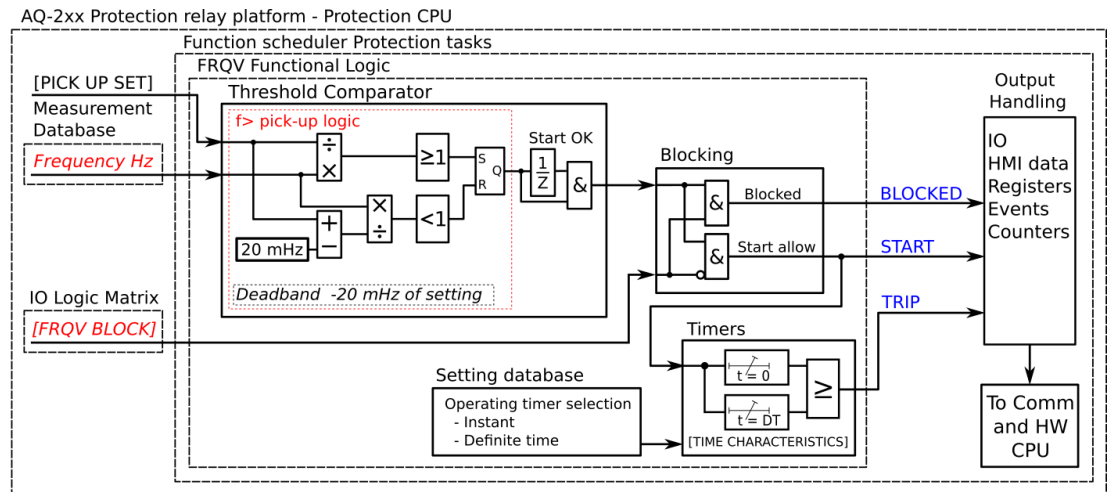 AQ-2xx Protection relay platform - Protection CPU
Function scheduler Protection tasks
FRQV Functional Logic
[PICK UP SET]
Measurement
Database
Frequency Hz
Threshold Comparator
f> pick-up logic
÷
×
≥1
S
Q
R
Start OK
1
Z
&
×
÷
<1
+
−
20 mHz
Deadband -20 mHz of setting
Blocking
&
Blocked
&
Start allow
BLOCKED
START
TRIP
Output
Handling
IO
HMI data
Registers
Events
Counters
IO Logic Matrix
[FRQV BLOCK]
Timers
t = 0
t = DT
≥
[TIME CHARACTERISTICS]
Setting database
Operating timer selection
- Instant
- Definite time
To Comm
and HW
CPU